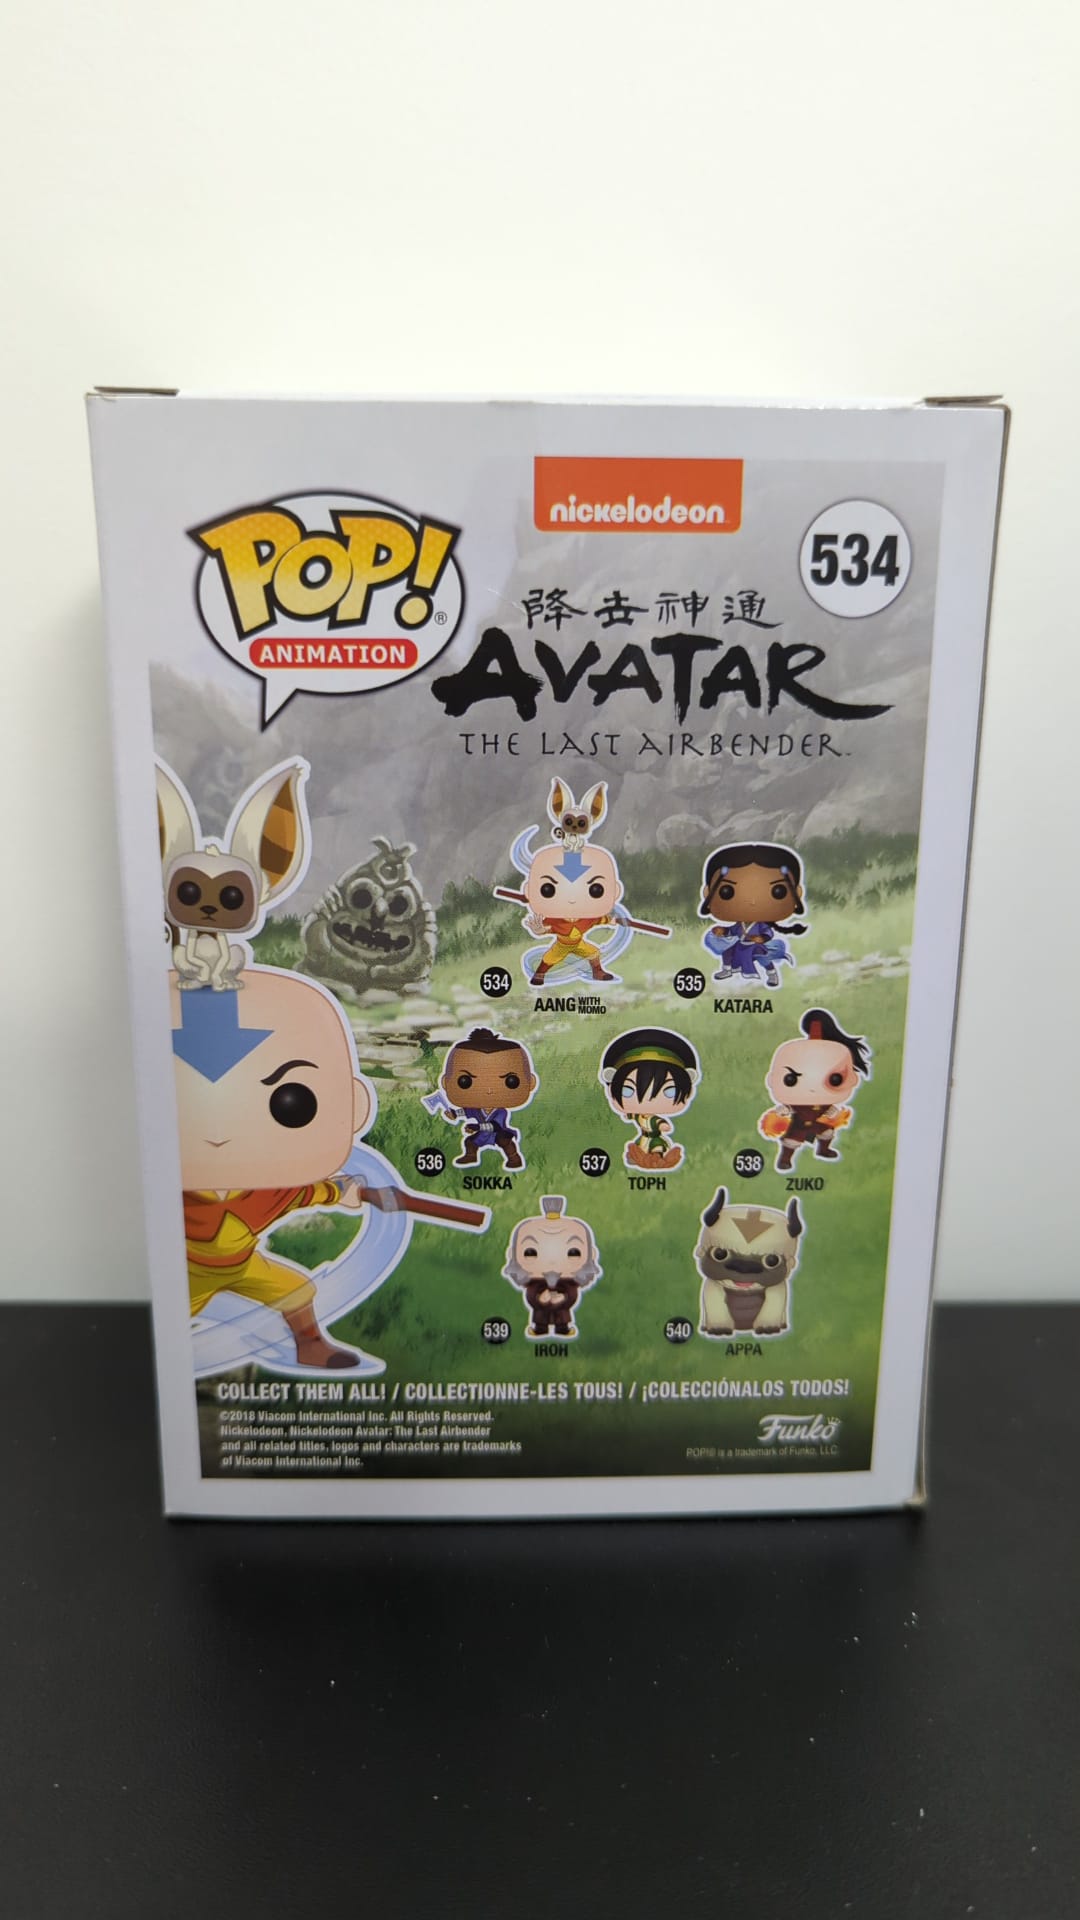 nickelodeon
POP!®
ANIMATION
534
降去神通
AVATAR
THE LAST AIRBENDER™
534
AANG WITH MOMO
535
KATARA
536
SOKKA
537
TOPH
538
ZUKO
539
IROH
540
APPA
COLLECT THEM ALL! / COLLECTIONNE-LES TOUS! / ¡COLECCIÓNALOS TODOS!
©2018 Viacom International Inc. All Rights Reserved.
Nickelodeon, Nickelodeon Avatar: The Last Airbender
and all related titles, logos and characters are trademarks
of Viacom International Inc.
Funko
POP!® is a trademark of Funko, LLC.